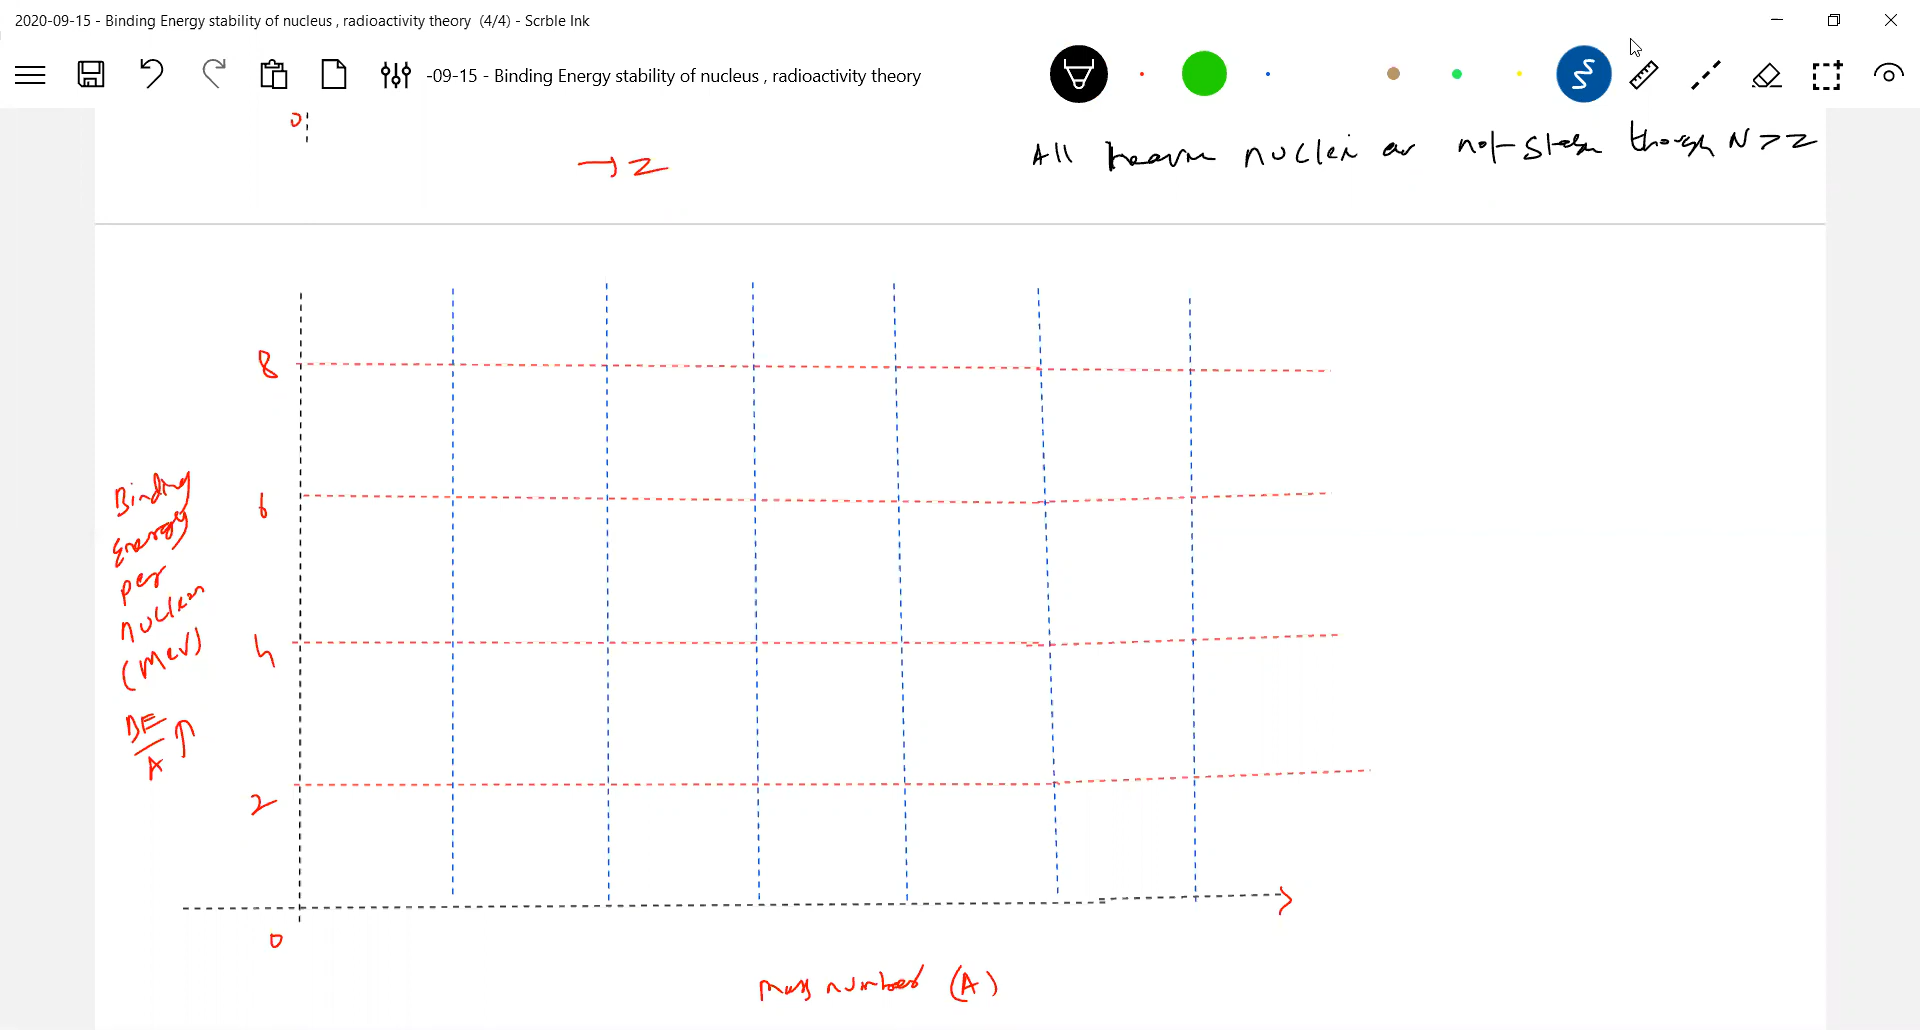 2020-09-15 - Binding Energy stability of nucleus , radioactivity theory (4/4) - Scrble Ink
-09-15 - Binding Energy stability of nucleus , radioactivity theory
0
→ Z
All heavy nuclei are not stable though N > Z
8
6
4
2
0
Binding
Energy
per
nucleon
(Mev)
BE
A
↑
mass number (A)